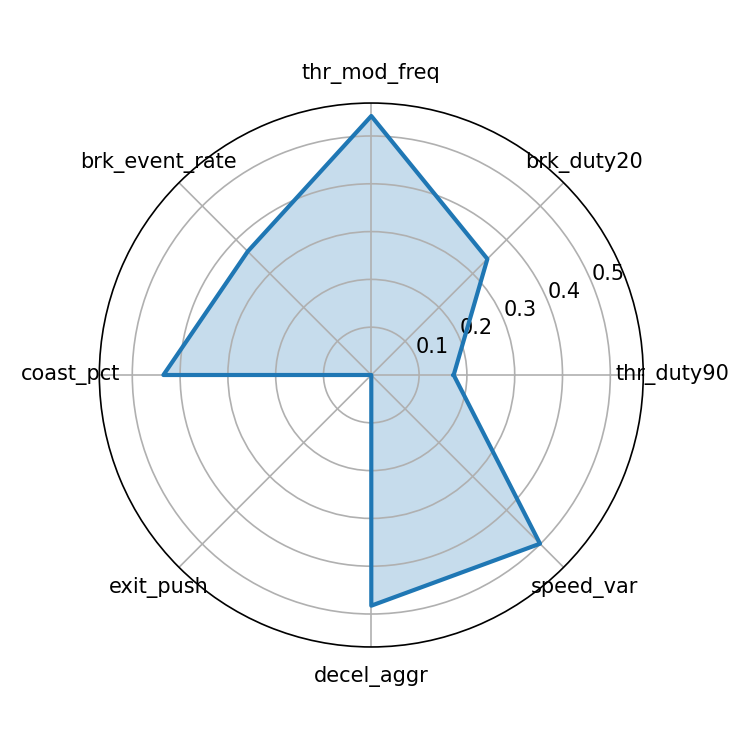 thr_mod_freq
brk_event_rate
brk_duty20
0.5
0.4
0.3
0.2
0.1
coast_pct
thr_duty90
exit_push
speed_var
decel_aggr